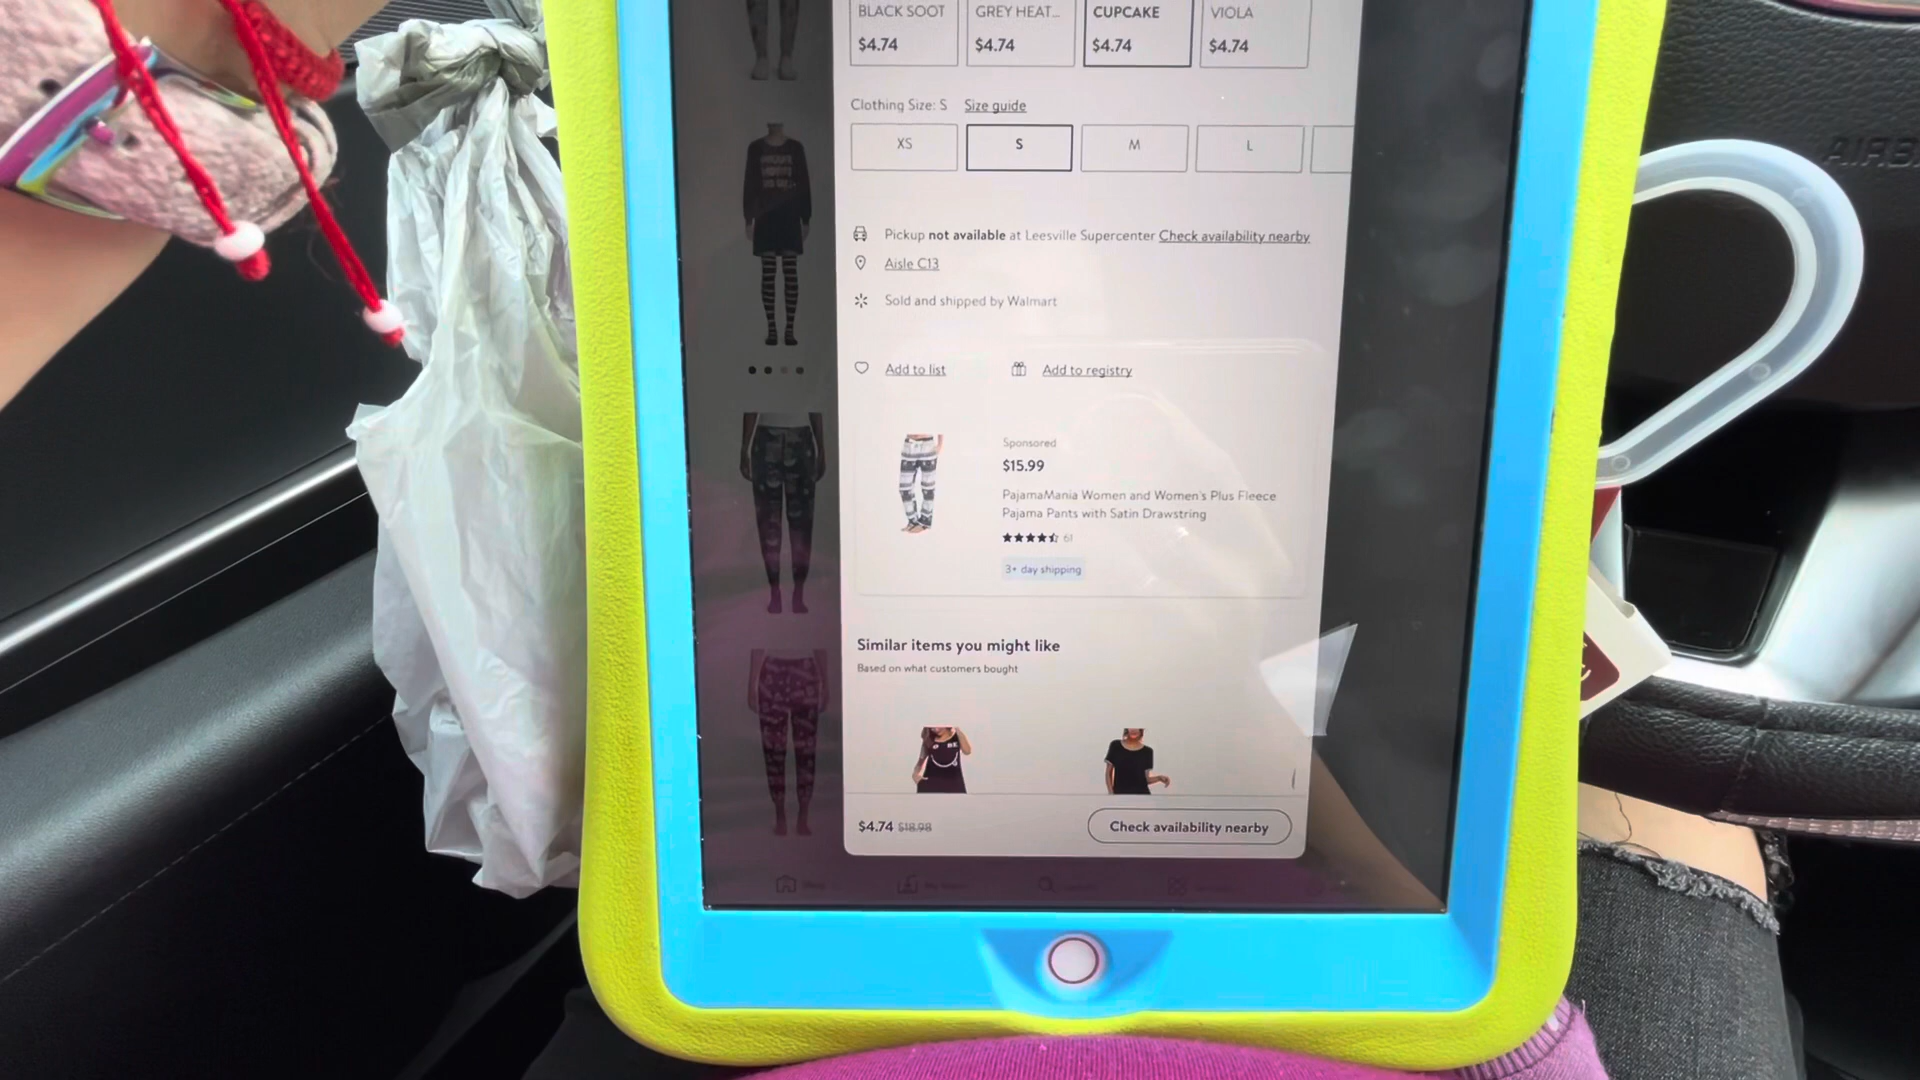 BLACK SOOT GREY HEAT... CUPCAKE VIOLA
$4.74 $4.74 $4.74 $4.74
Clothing Size: S Size guide
XS S M L
Pickup not available at Leesville Supercenter Check availability nearby
Aisle C13
Sold and shipped by Walmart
Add to list Add to registry
Sponsored
$15.99
PajamaMania Women and Women's Plus Fleece
Pajama Pants with Satin Drawstring
61
3+ day shipping
Similar items you might like
Based on what customers bought
BE
$4.74 $18.98 Check availability nearby